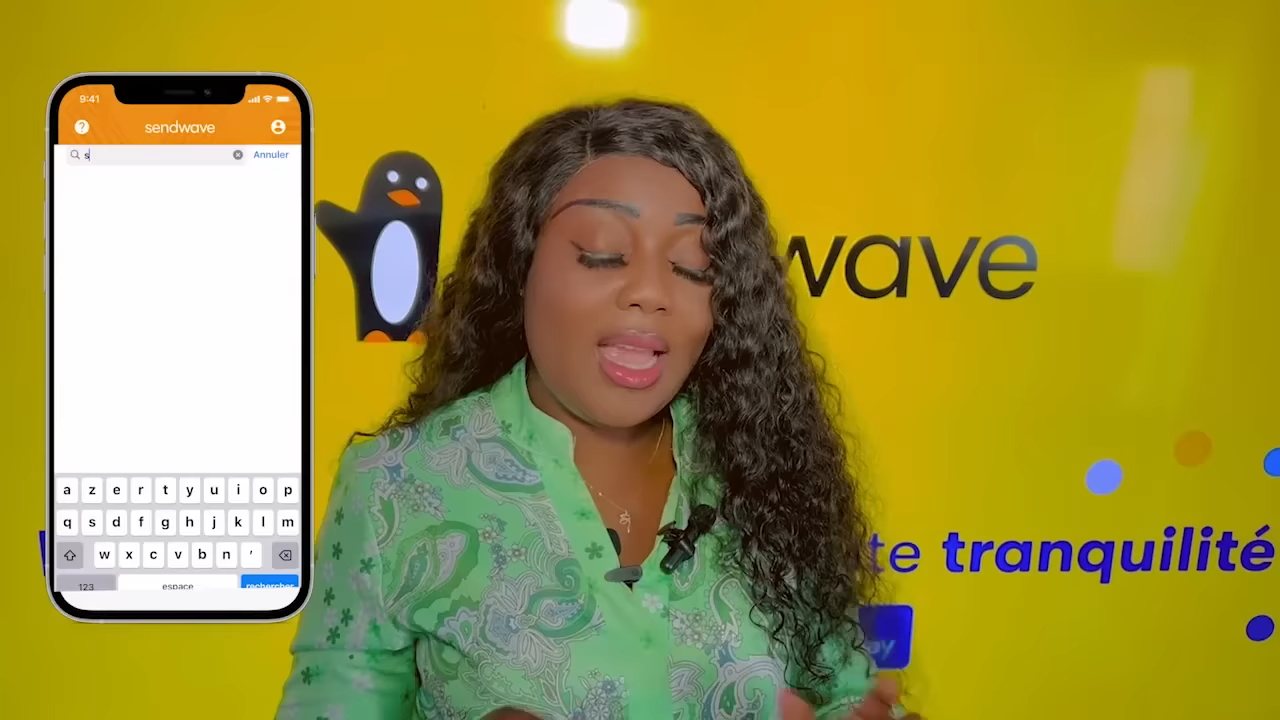 9:41
sendwave
s
Annuler
a z e r t y u i o p
q s d f g h j k l m
w x c v b n ′
123 espace rechercher
wave
te tranquilité